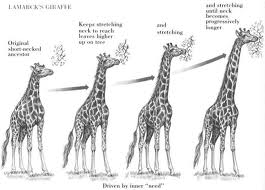 LAMARCK'S GIRAFFE
Original
short-necked
ancestor
Keeps stretching
neck to reach
leaves higher
up on tree
and
stretching
and stretching
until neck
becomes
progressively
longer
Driven by inner "need"